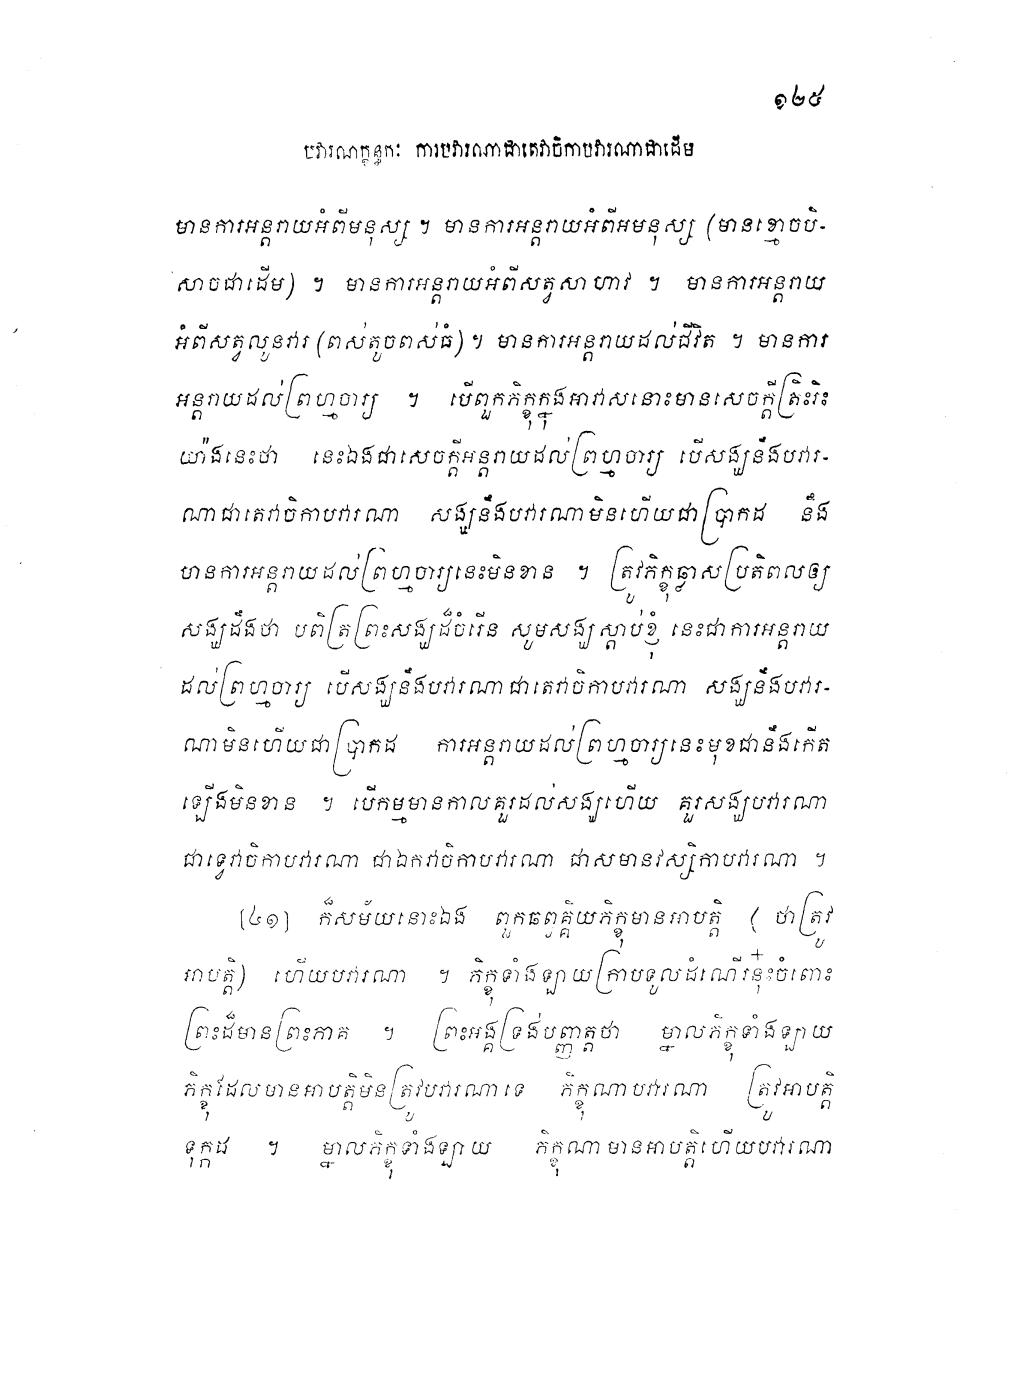 ១២៥
បវារណក្ខន្ធកៈ ការបវារណាជាតេវាចិកាបវារណាជាដើម
មានការអន្តរាយអំពីមនុស្ស ។ មានការអន្តរាយអំពីអមនុស្ស (មានខ្មោចបិ-
សាចជាដើម) ។ មានការអន្តរាយអំពីសត្វសាហាវ ។ មានការអន្តរាយ
អំពីសត្វលូនវារ (ពស់តូចពស់ធំ) ។ មានការអន្តរាយដល់ជីវិត ។ មានការ
អន្តរាយដល់ព្រហ្មចារ្យ ។ បើពួកភិក្ខុក្នុងអាវាសនោះមានសេចក្តីត្រិះរិះ
យ៉ាងនេះថា នេះឯងជាសេចក្តីអន្តរាយដល់ព្រហ្មចារ្យ បើសង្ឃនឹងបវារ-
ណាជាតេវាចិកាបវារណា សង្ឃនឹងបវារណាមិនហើយជាប្រាកដ នឹង
មានការអន្តរាយដល់ព្រហ្មចារ្យនេះមិនខាន ។ ត្រូវភិក្ខុឆ្លាសប្រតិពលឲ្យ
សង្ឃដឹងថា បពិត្រព្រះសង្ឃដ៏ចំរើន សូមសង្ឃស្តាប់ខ្ញុំ នេះជាការអន្តរាយ
ដល់ព្រហ្មចារ្យ បើសង្ឃនឹងបវារណាជាតេវាចិកាបវារណា សង្ឃនឹងបវារ-
ណាមិនហើយជាប្រាកដ ការអន្តរាយដល់ព្រហ្មចារ្យនេះមុខជានឹងកើត
ឡើងមិនខាន ។ បើកម្មមានកាលគួរដល់សង្ឃហើយ គួរសង្ឃបវារណា
ជាទ្វេវាចិកាបវារណា ជាឯកវាចិកាបវារណា ជាសមានវស្សិកាបវារណា ។
[៤១] ក៏សម័យនោះឯង ពួកឆព្វគ្គិយភិក្ខុមានអាបត្តិ (ថាត្រូវ
អាបត្តិ) ហើយបវារណា ។ ភិក្ខុទាំងឡាយក្រាបទូលដំណើរនុ៎ះចំពោះ
ព្រះដ៏មានព្រះភាគ ។ ព្រះអង្គទ្រង់បញ្ញាត្តថា ម្នាលភិក្ខុទាំងឡាយ
ភិក្ខុដែលមានអាបត្តិមិនត្រូវបវារណាទេ ភិក្ខុណាបវារណា ត្រូវអាបត្តិ
ទុក្កដ ។ ម្នាលភិក្ខុទាំងឡាយ ភិក្ខុណាមានអាបត្តិហើយបវារណា